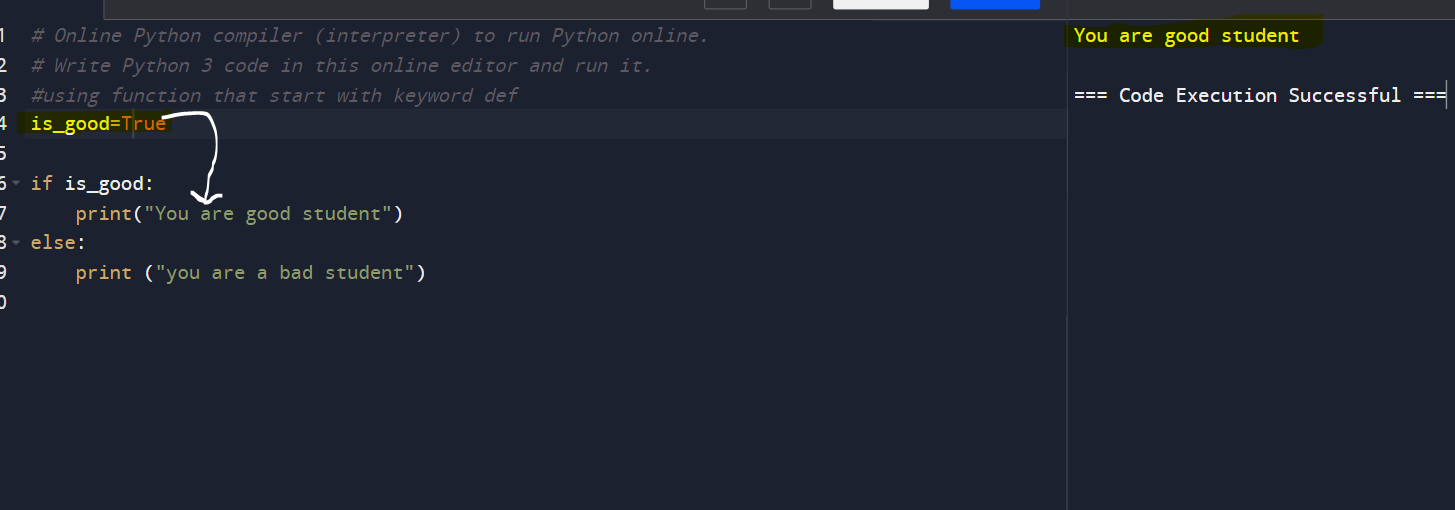 1 # Online Python compiler (interpreter) to run Python online.
2 # Write Python 3 code in this online editor and run it.
3 #using function that start with keyword def
4 is_good=True
5
6 if is_good:
7     print("You are good student")
8 else:
9     print ("you are a bad student")
0
You are good student
=== Code Execution Successful ===